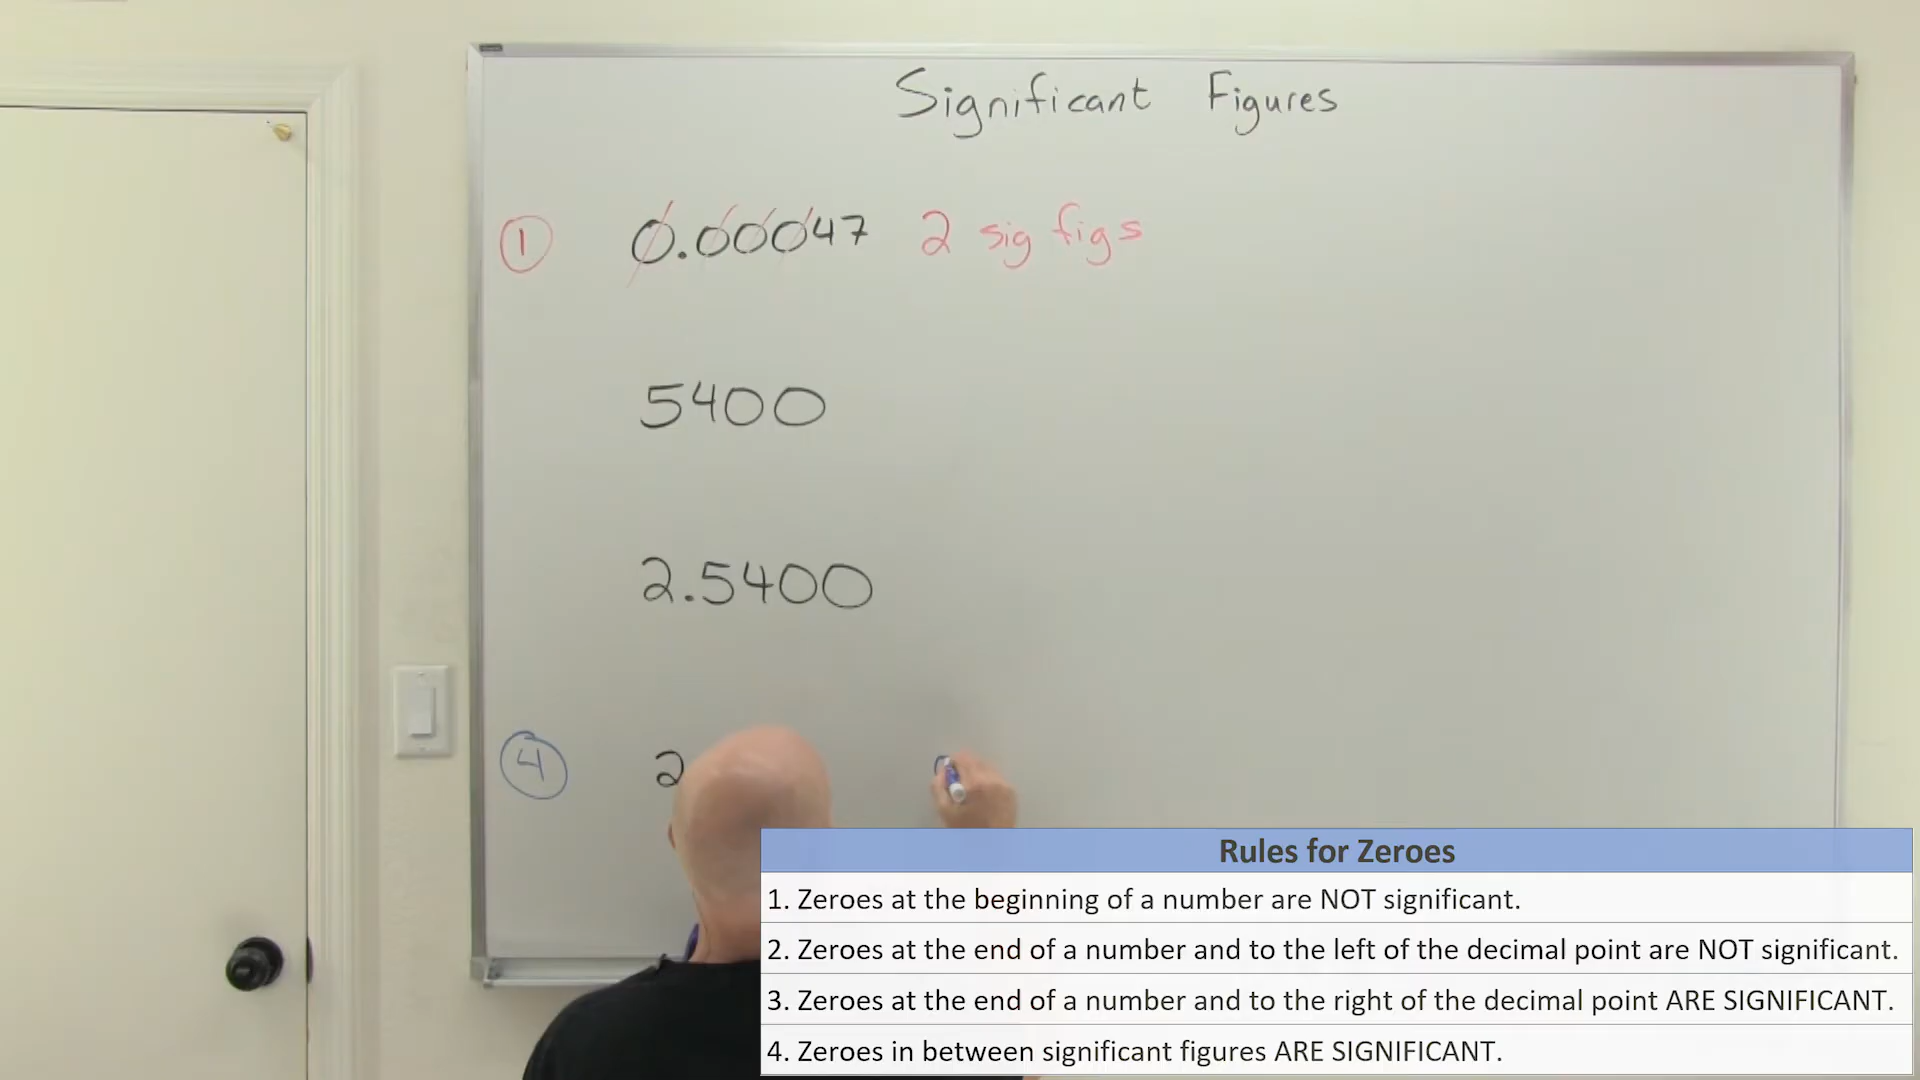 Significant Figures
1 0.00047 2 sig figs
5400
2.5400
4 2
Rules for Zeroes
1. Zeroes at the beginning of a number are NOT significant.
2. Zeroes at the end of a number and to the left of the decimal point are NOT significant.
3. Zeroes at the end of a number and to the right of the decimal point ARE SIGNIFICANT.
4. Zeroes in between significant figures ARE SIGNIFICANT.